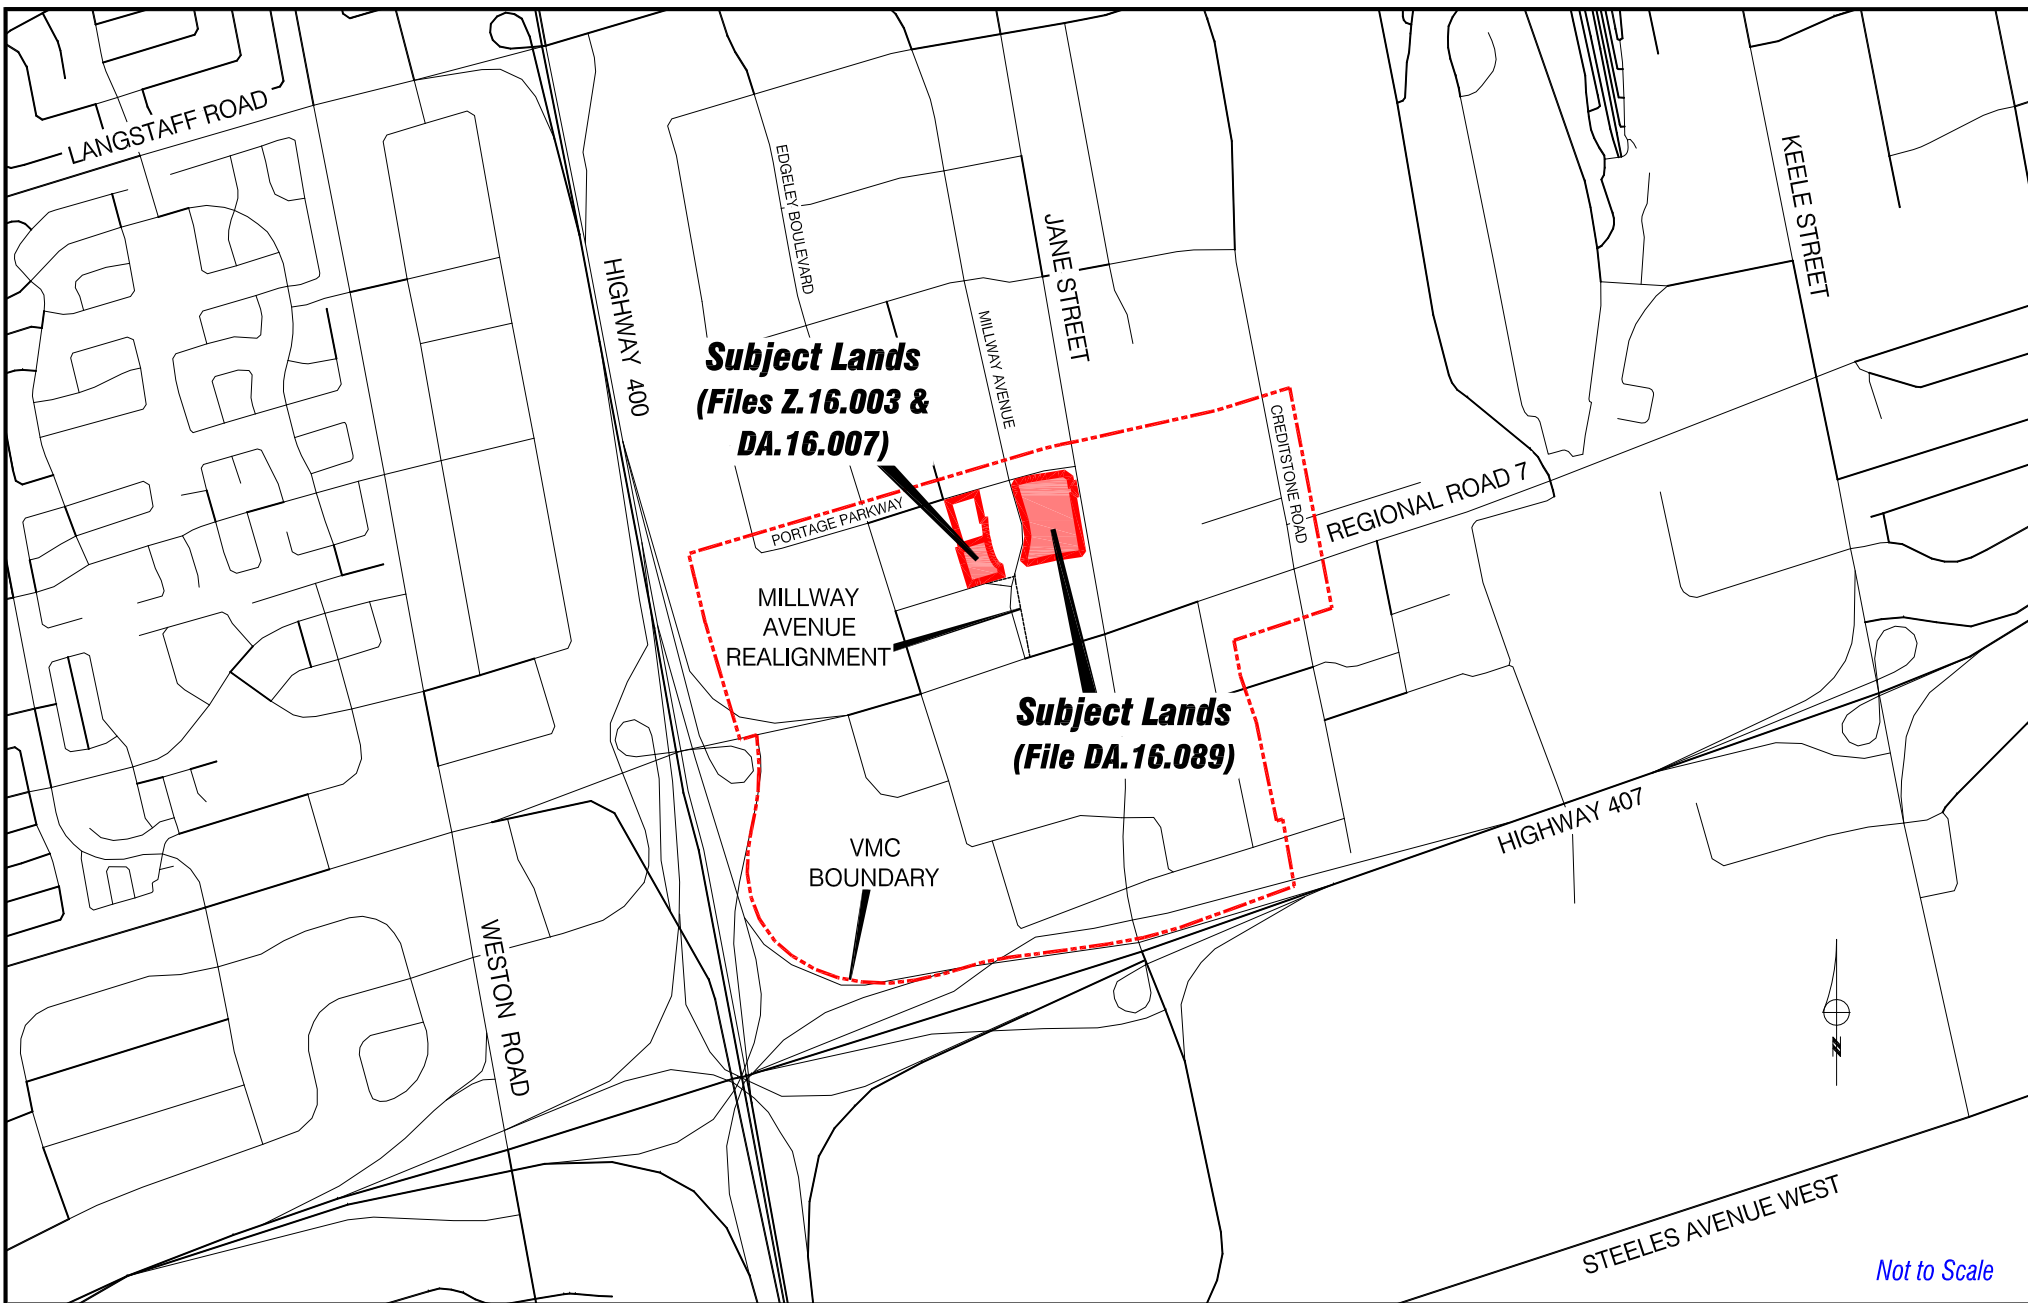 LANGSTAFF ROAD
EDGELEY BOULEVARD
KEELE STREET
JANE STREET
HIGHWAY 400
MILLWAY AVENUE
Subject Lands
(Files Z.16.003 &
DA.16.007)
CREDITSTONE ROAD
REGIONAL ROAD 7
PORTAGE PARKWAY
MILLWAY
AVENUE
REALIGNMENT
Subject Lands
(File DA.16.089)
HIGHWAY 407
VMC
BOUNDARY
WESTON ROAD
N
STEELES AVENUE WEST
Not to Scale